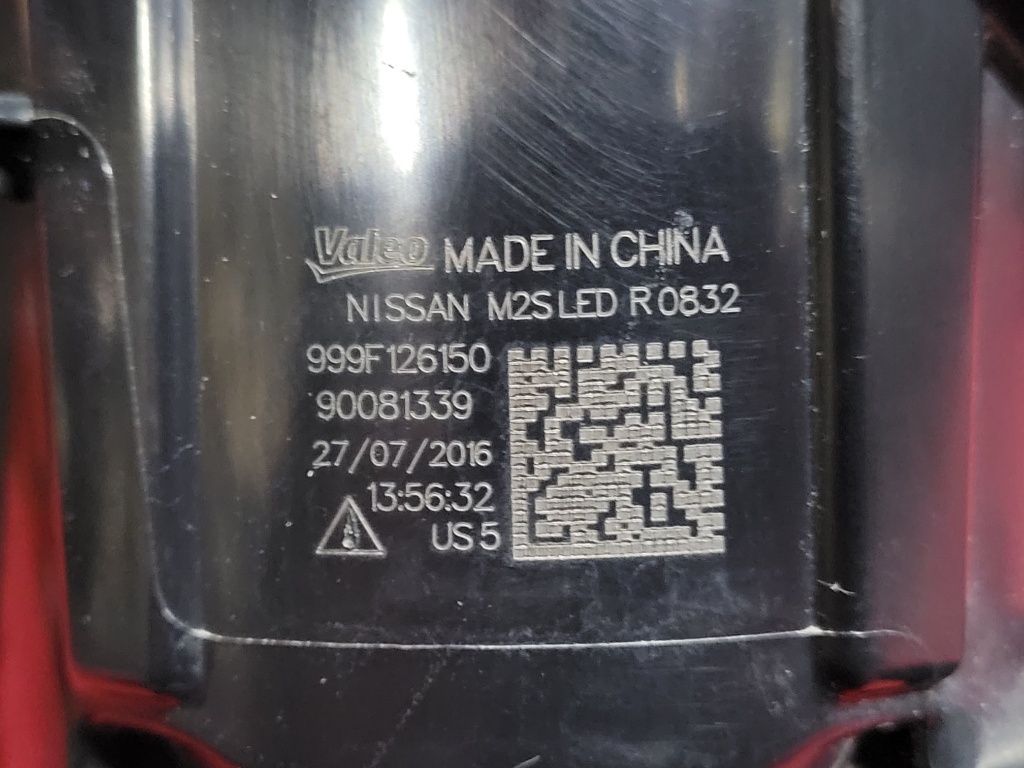 Valeo MADE IN CHINA
NISSAN M2S LED R 0832
999F126150
90081339
27/07/2016
13:56:32
US 5